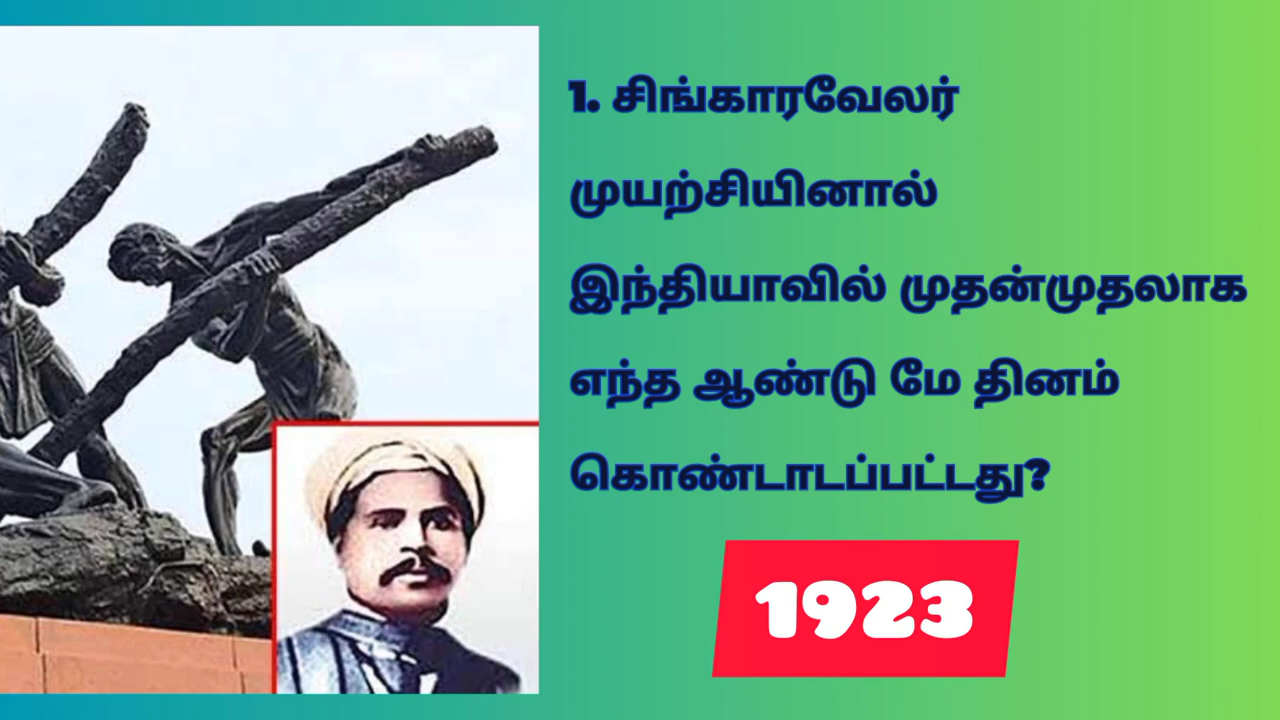 1. சிங்காரவேலர்
முயற்சியினால்
இந்தியாவில் முதன்முதலாக
எந்த ஆண்டு மே தினம்
கொண்டாடப்பட்டது?
1923